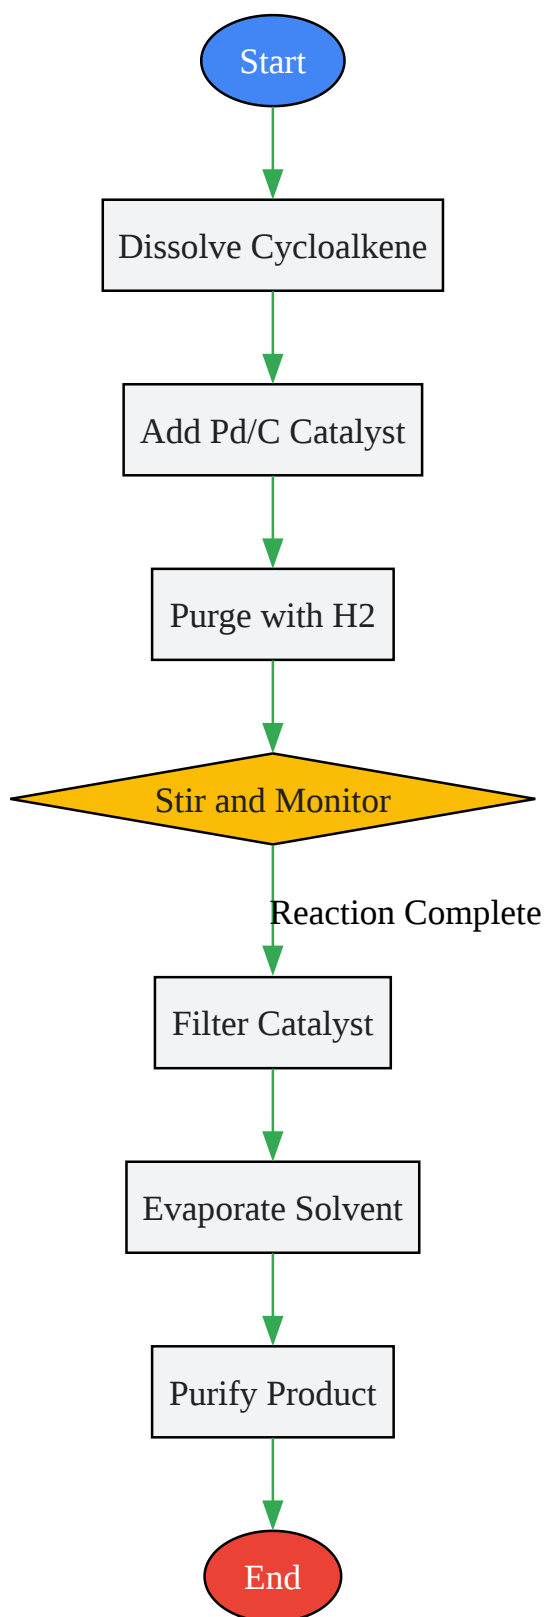 Start
Dissolve Cycloalkene
Add Pd/C Catalyst
Purge with H2
Stir and Monitor
Reaction Complete
Filter Catalyst
Evaporate Solvent
Purify Product
End